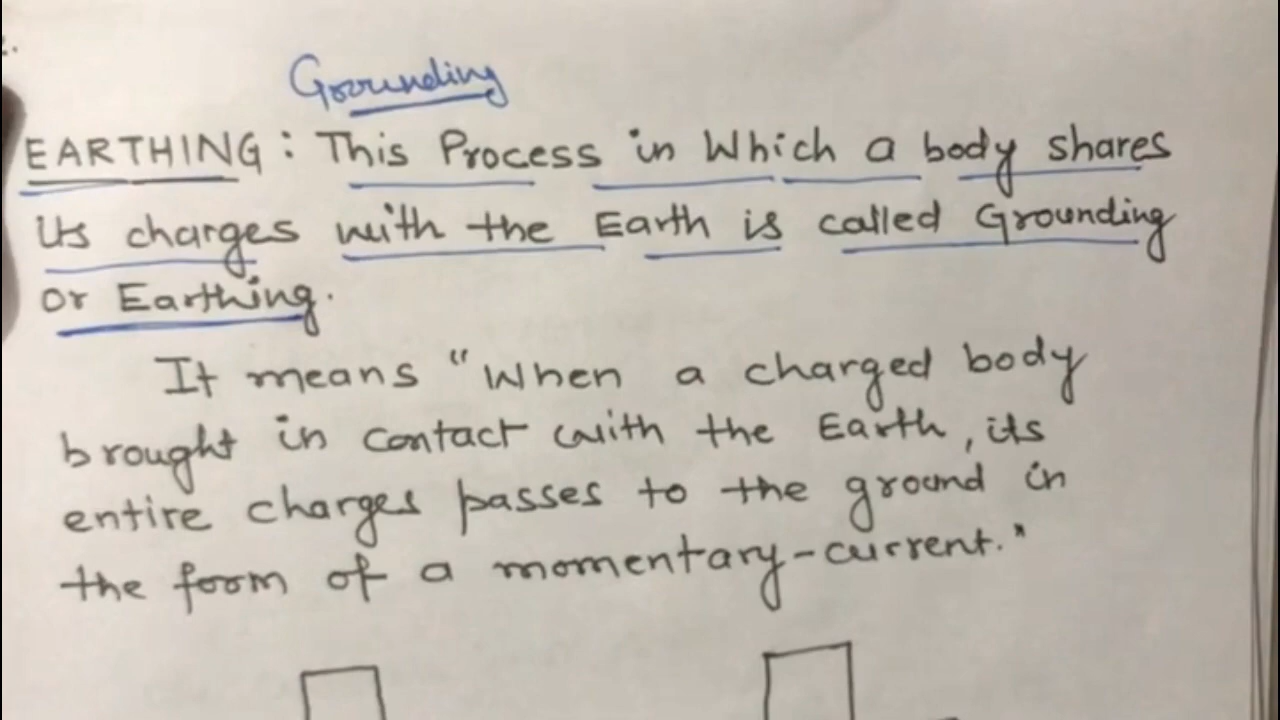 Grounding
EARTHING : This Process in Which a body shares
its charges with the Earth is called Grounding
or Earthing.
It means "When a charged body
brought in contact with the Earth, its
entire charges passes to the ground in
the form of a momentary-current."